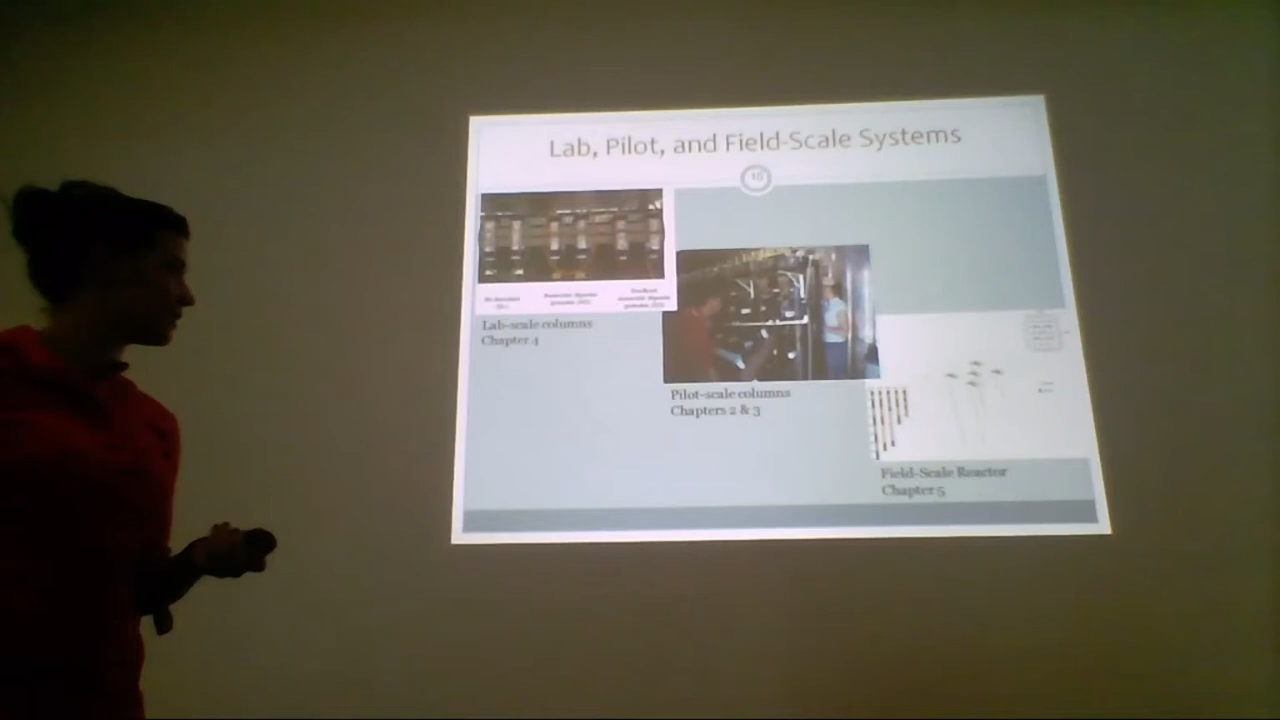 Lab, Pilot, and Field-Scale Systems
Lab-scale columns
Chapter 4
Pilot-scale columns
Chapters 2 & 3
Field-Scale Reactor
Chapter 5